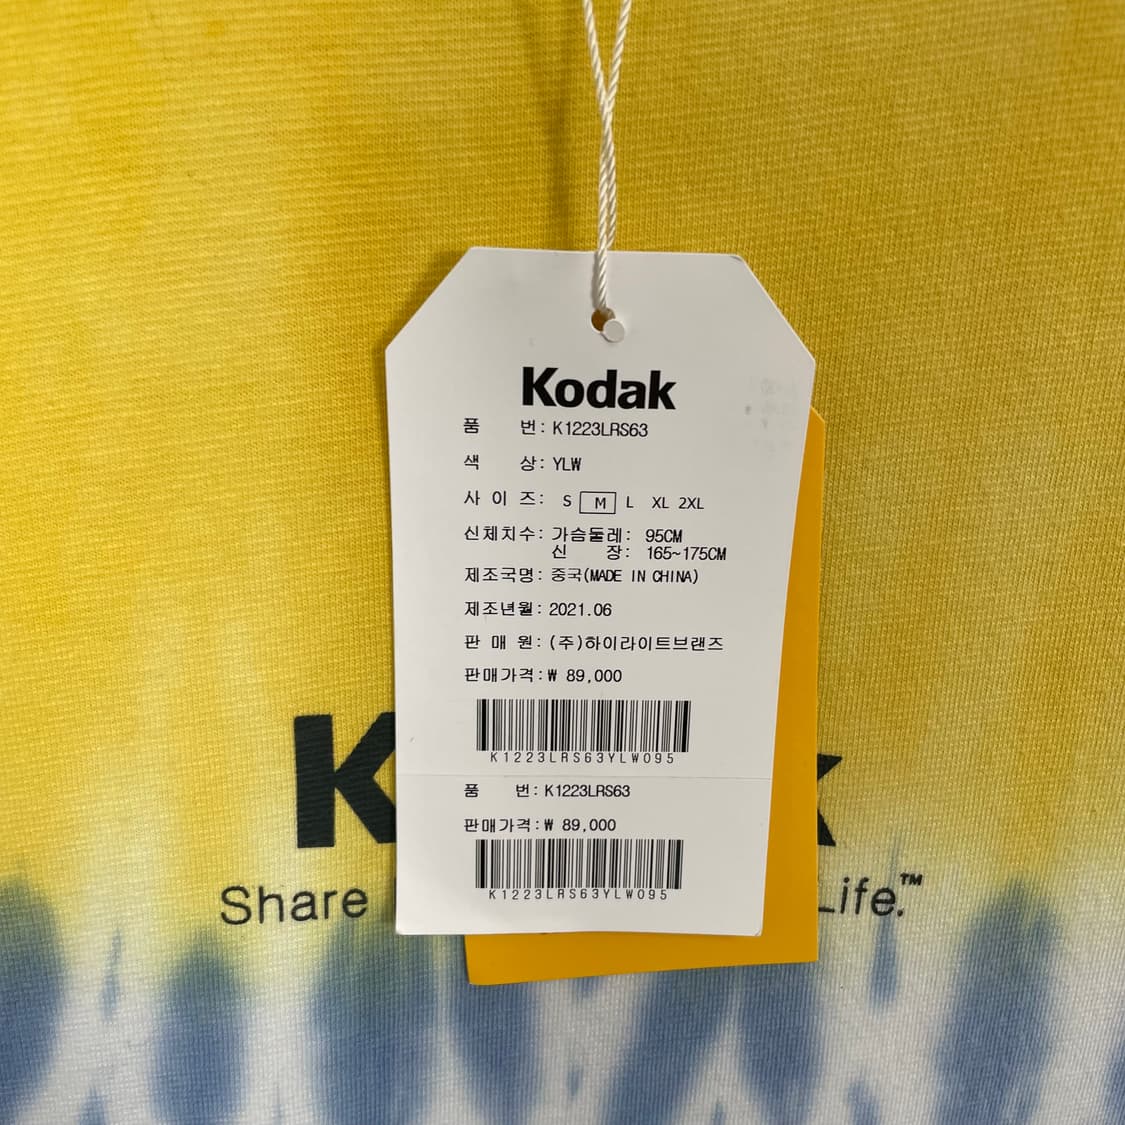 Kodak
품 번: K1223LRS63
색 상: YLW
사 이 즈: S M L XL 2XL
신체치수: 가슴둘레: 95CM
신 장: 165~175CM
제조국명: 중국(MADE IN CHINA)
제조년월: 2021.06
판 매 원: (주)하이라이트브랜즈
판매가격:₩ 89,000
K1223LRS63YLW095
품 번: K1223LRS63
판매가격:₩ 89,000
K1223LRS63YLW095
K k
Share Life.™